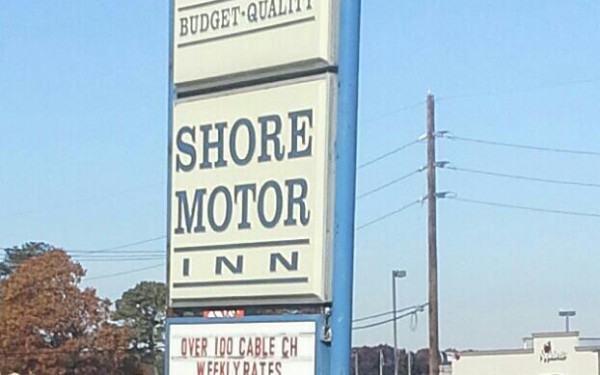 BUDGET·QUALITY
SHORE
MOTOR
INN
OVER 100 CABLE CH
WEEKLY RATES